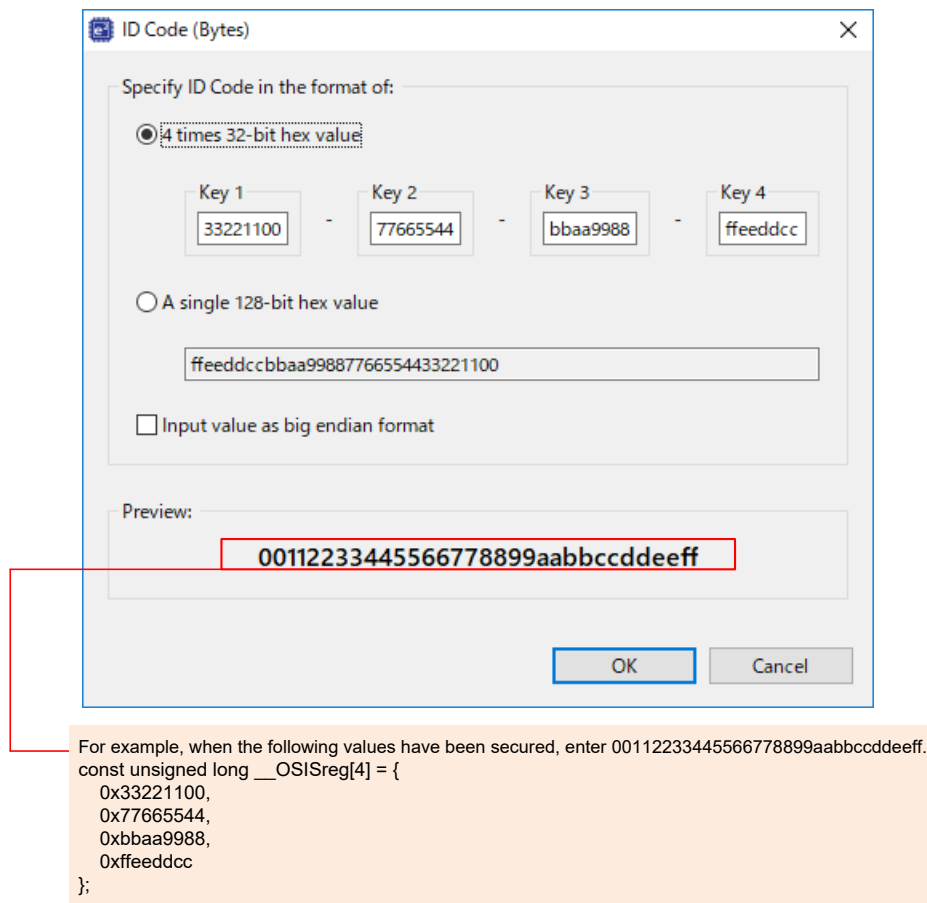 ID Code (Bytes)
Specify ID Code in the format of:
4 times 32-bit hex value
Key 1 Key 2 Key 3 Key 4
33221100 - 77665544 - bbaa9988 - ffeeddcc
A single 128-bit hex value
ffeeddccbbaa99887766554433221100
Input value as big endian format
Preview:
00112233445566778899aabbccddeeff
OK Cancel
For example, when the following values have been secured, enter 00112233445566778899aabbccddeeff.
const unsigned long __OSISreg[4] = {
0x33221100,
0x77665544,
0xbbaa9988,
0xffeeddcc
};